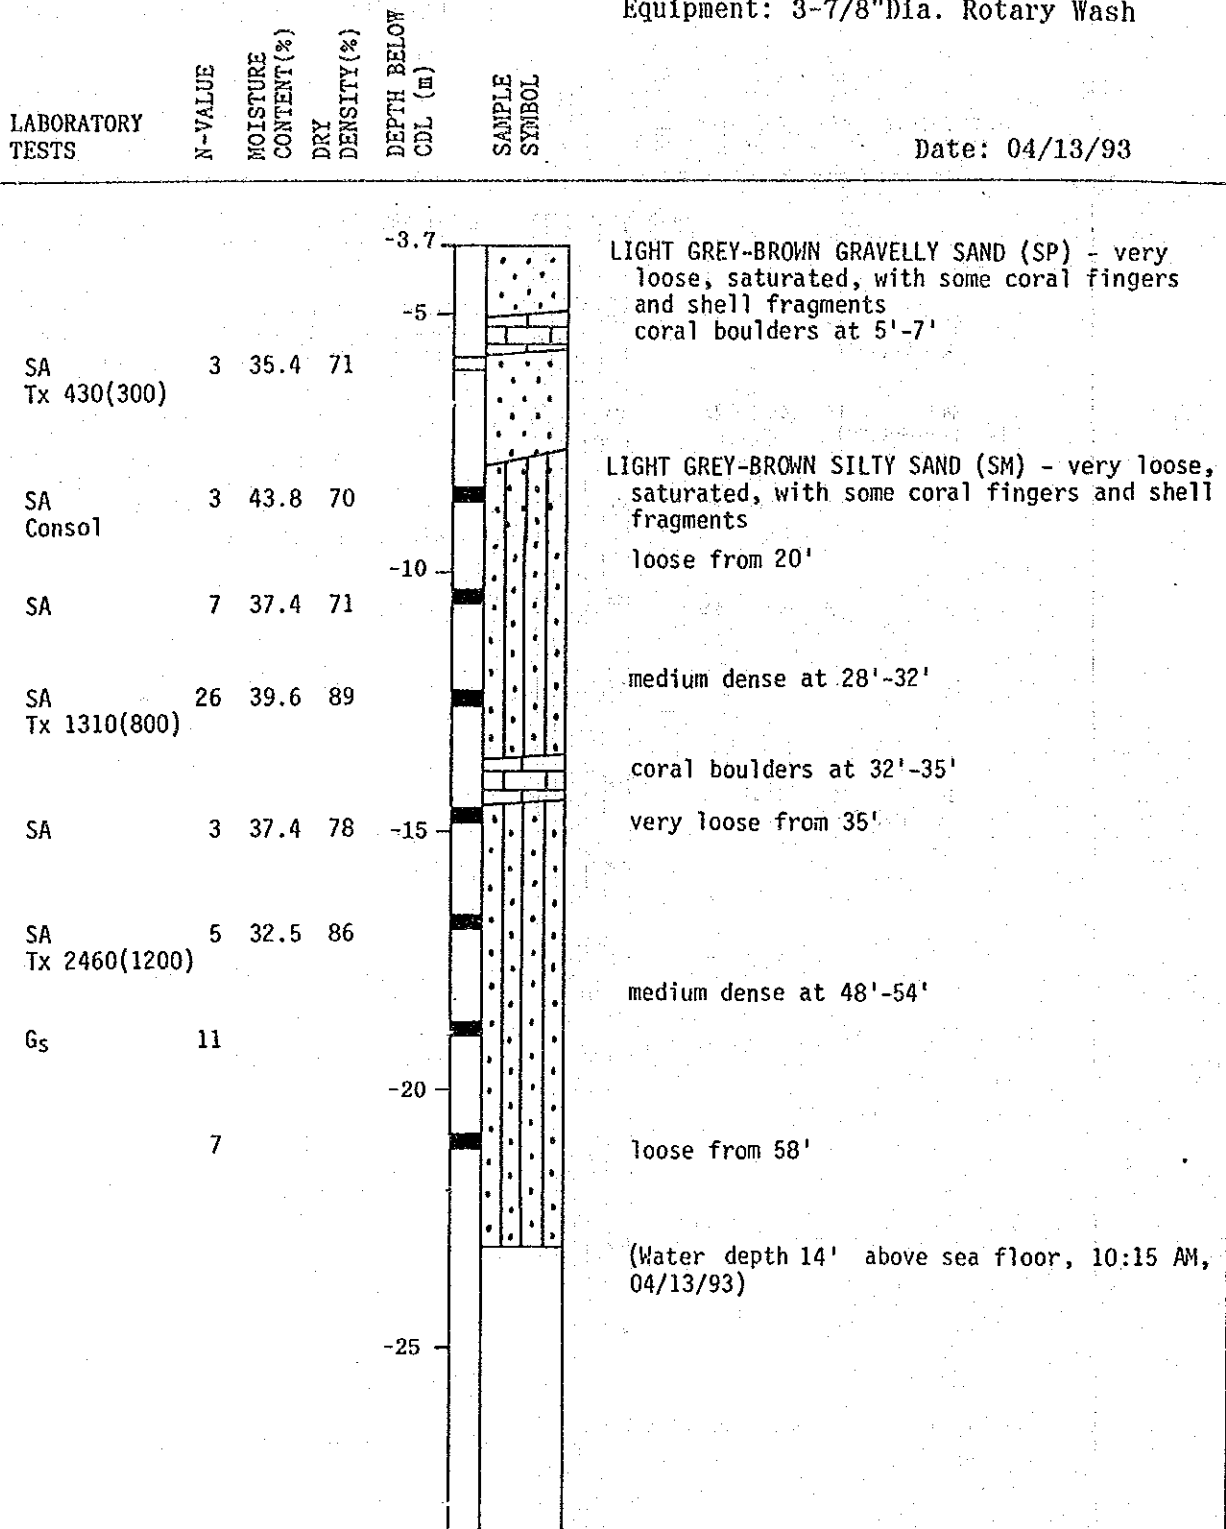 Equipment: 3-7/8"Dia. Rotary Wash
LABORATORY
TESTS
N-VALUE
MOISTURE
CONTENT(%)
DRY
DENSITY(%)
DEPTH BELOW
CDL (m)
SAMPLE
SYMBOL
Date: 04/13/93
-3.7
LIGHT GREY-BROWN GRAVELLY SAND (SP) - very
loose, saturated, with some coral fingers
and shell fragments
-5
coral boulders at 5'-7'
SA 3 35.4 71
Tx 430(300)
LIGHT GREY-BROWN SILTY SAND (SM) - very loose,
saturated, with some coral fingers and shell
fragments
SA 3 43.8 70
Consol
loose from 20'
-10
SA 7 37.4 71
medium dense at 28'-32'
SA 26 39.6 89
Tx 1310(800)
coral boulders at 32'-35'
very loose from 35'
SA 3 37.4 78 -15
SA 5 32.5 86
Tx 2460(1200)
medium dense at 48'-54'
Gs 11
-20
7
loose from 58'
(Water depth 14' above sea floor, 10:15 AM,
04/13/93)
-25